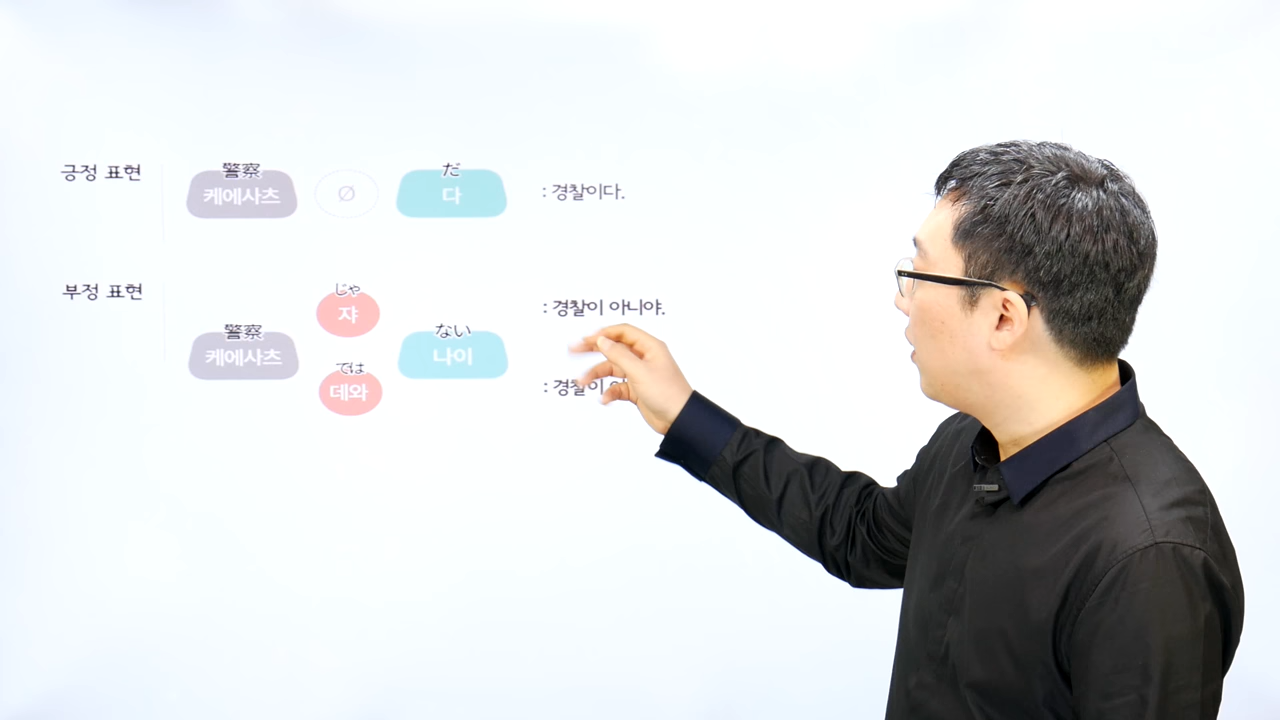 긍정 표현
警察
케에사츠
Ø
だ
다
: 경찰이다.
부정 표현
じゃ
쟈
: 경찰이 아니야.
警察
케에사츠
ない
나이
では
데와
: 경찰이